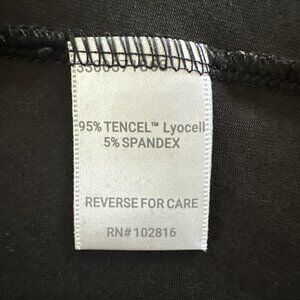 95% TENCEL™ Lyocell
5% SPANDEX
REVERSE FOR CARE
RN# 102816